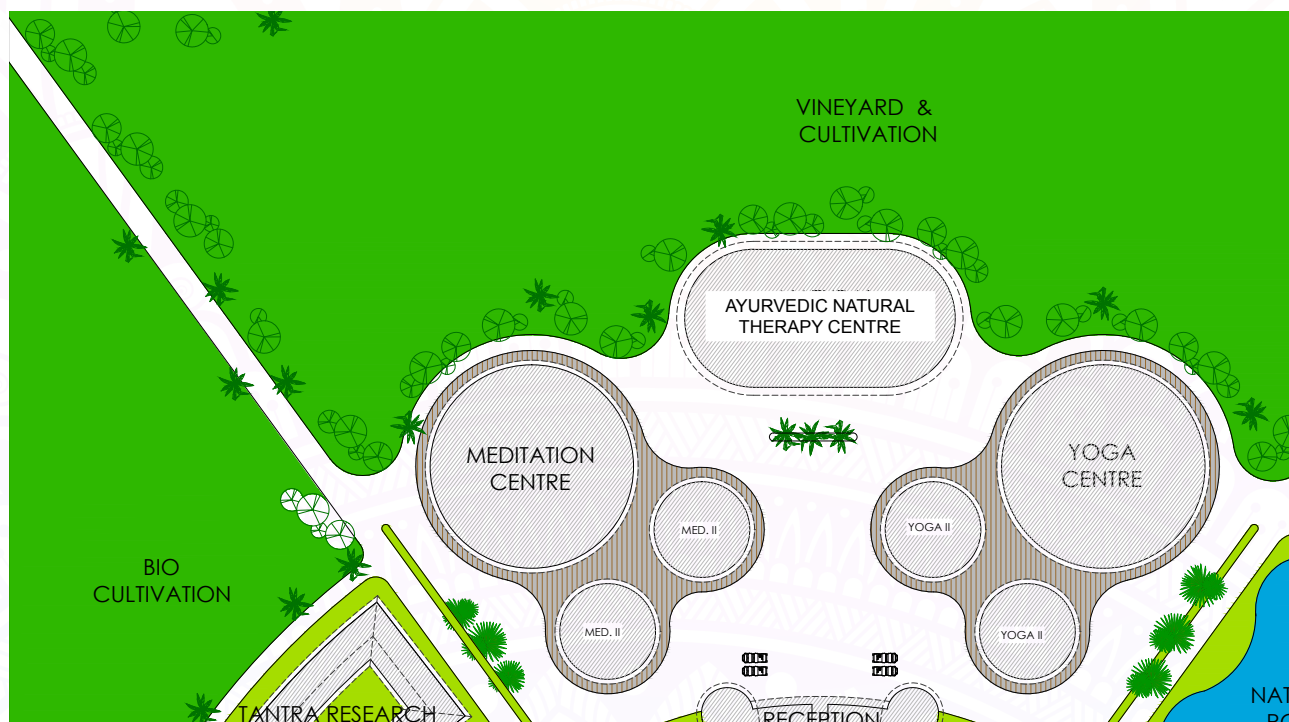 VINEYARD &
CULTIVATION
AYURVEDIC NATURAL
THERAPY CENTRE
MEDITATION
CENTRE
YOGA
CENTRE
MED. II
YOGA II
BIO
CULTIVATION
MED. II
YOGA II
TANTRA RESEARCH
RECEPTION